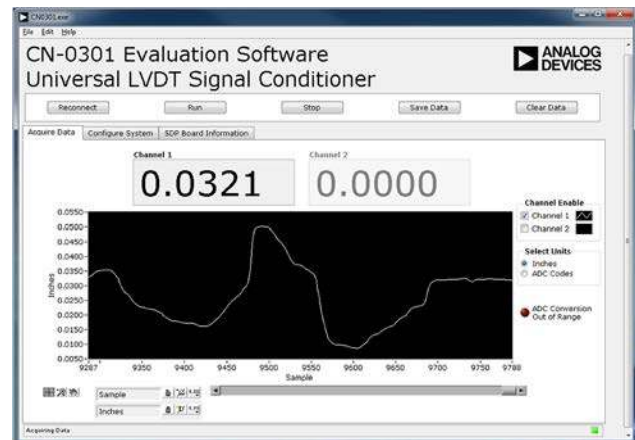 CN0301.exe
File Edit Help
CN-0301 Evaluation Software
Universal LVDT Signal Conditioner
ANALOG
DEVICES
Reconnect Run Stop Save Data Clear Data
Acquire Data Configure System SDP Board Information
Channel 1 Channel 2
0.0321 0.0000
Channel Enable
Channel 1
Channel 2
Select Units
Inches
ADC Codes
ADC Conversion
Out of Range
Inches
0.0550
0.0500
0.0450
0.0400
0.0350
0.0300
0.0250
0.0200
0.0150
0.0100
0.0050
9287 9350 9400 9450 9500 9550 9600 9650 9700 9788
Sample
Sample
Inches
Acquiring Data